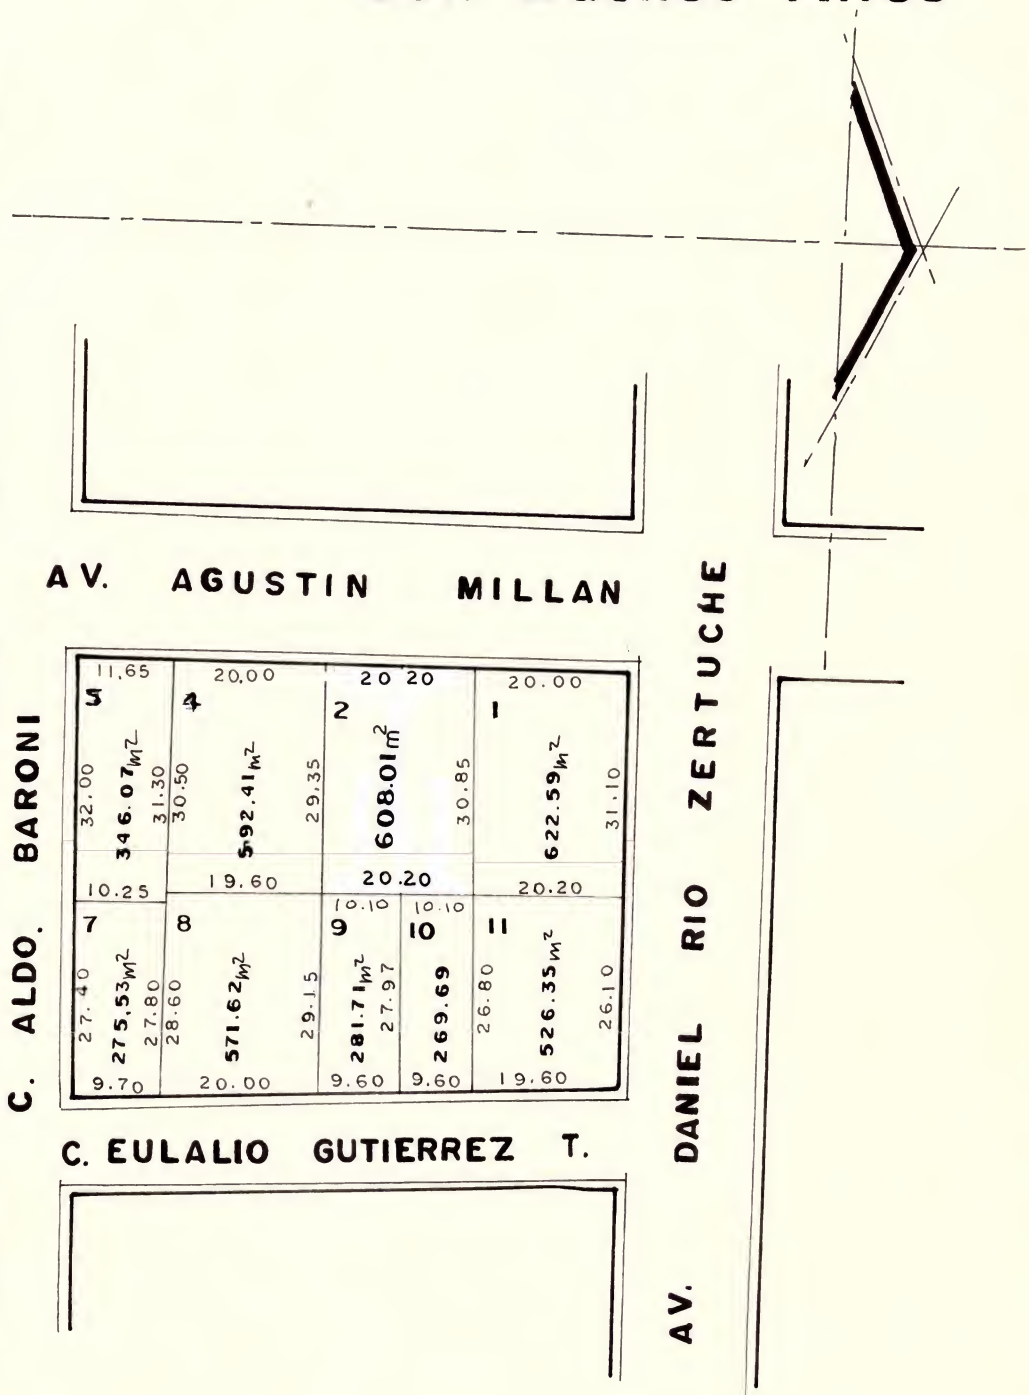 AV. AGUSTIN MILLAN
11,65 20,00 20 20 20.00
5 4 2 1
32.00 346.07m² 31.30 30.50 592.41m² 29,35 608.01m² 30.85 622.59m² 31.10
10.25 19.60 20.20 20.20
10.10 10.10
7 8 9 10 11
27.40 275,53m² 27.80 28.60 571.62m² 29.15 281.71m² 27.97 269.69 26.80 526.35m² 26.10
9.70 20.00 9.60 9.60 19.60
C. EULALIO GUTIERREZ T.
C. ALDO. BARONI
AV. DANIEL RIO ZERTUCHE